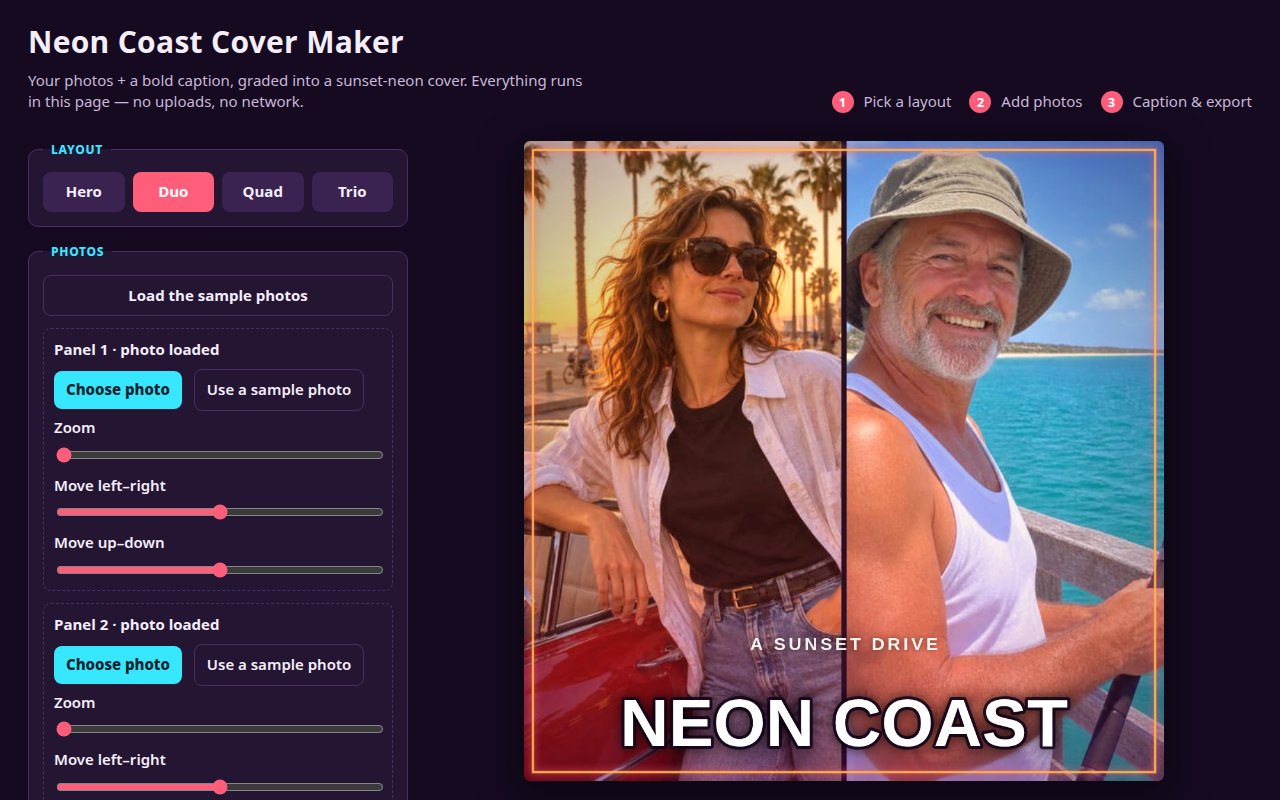 Neon Coast Cover Maker
Your photos + a bold caption, graded into a sunset-neon cover. Everything runs
in this page — no uploads, no network.
1 Pick a layout 2 Add photos 3 Caption & export
LAYOUT
Hero Duo Quad Trio
PHOTOS
Load the sample photos
Panel 1 · photo loaded
Choose photo Use a sample photo
Zoom
Move left–right
Move up–down
Panel 2 · photo loaded
Choose photo Use a sample photo
Zoom
Move left–right
A SUNSET DRIVE
NEON COAST